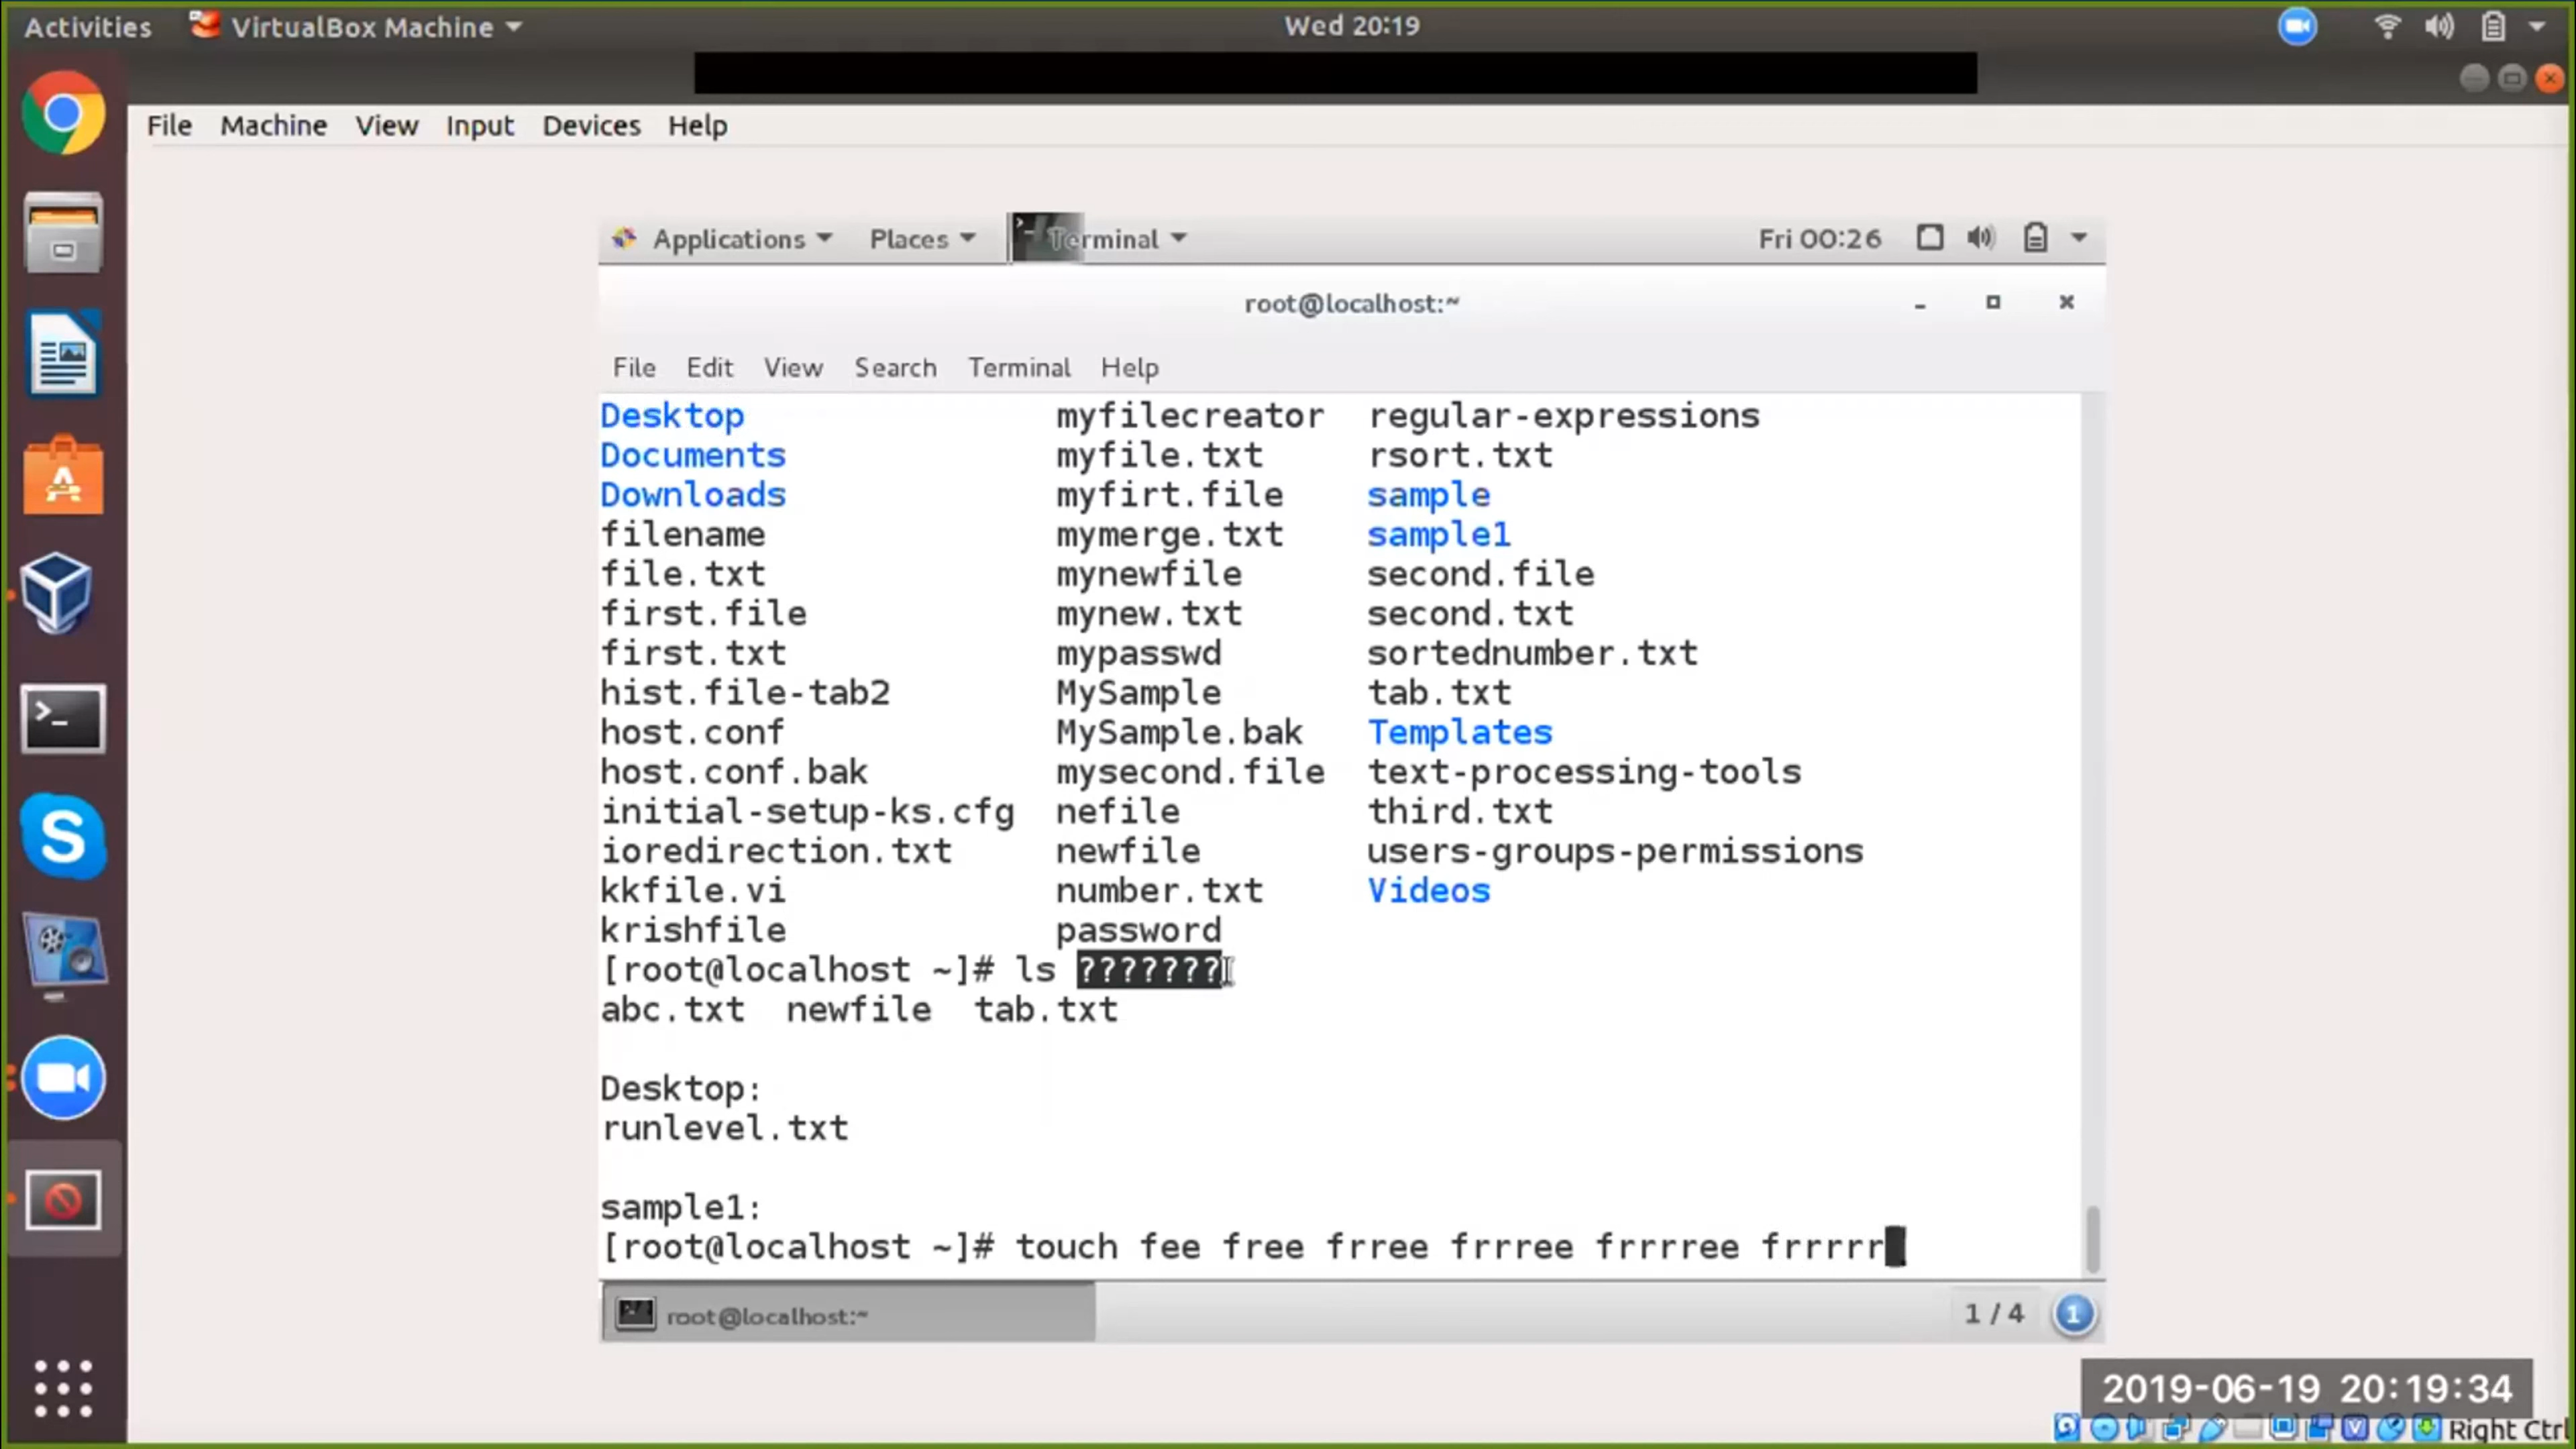 Activities VirtualBox Machine Wed 20:19
File Machine View Input Devices Help
Applications Places Terminal Fri 00:26
root@localhost:~
File Edit View Search Terminal Help
Desktop myfilecreator regular-expressions
Documents myfile.txt rsort.txt
Downloads myfirt.file sample
filename mymerge.txt sample1
file.txt mynewfile second.file
first.file mynew.txt second.txt
first.txt mypasswd sortednumber.txt
hist.file-tab2 MySample tab.txt
host.conf MySample.bak Templates
host.conf.bak mysecond.file text-processing-tools
initial-setup-ks.cfg nefile third.txt
ioredirection.txt newfile users-groups-permissions
kkfile.vi number.txt Videos
krishfile password
[root@localhost ~]# ls ???????
abc.txt newfile tab.txt
Desktop:
runlevel.txt
sample1:
[root@localhost ~]# touch fee free frree frrree frrrree frrrrr
root@localhost:~ 1 / 4 1
2019-06-19 20:19:34
Right Ctrl